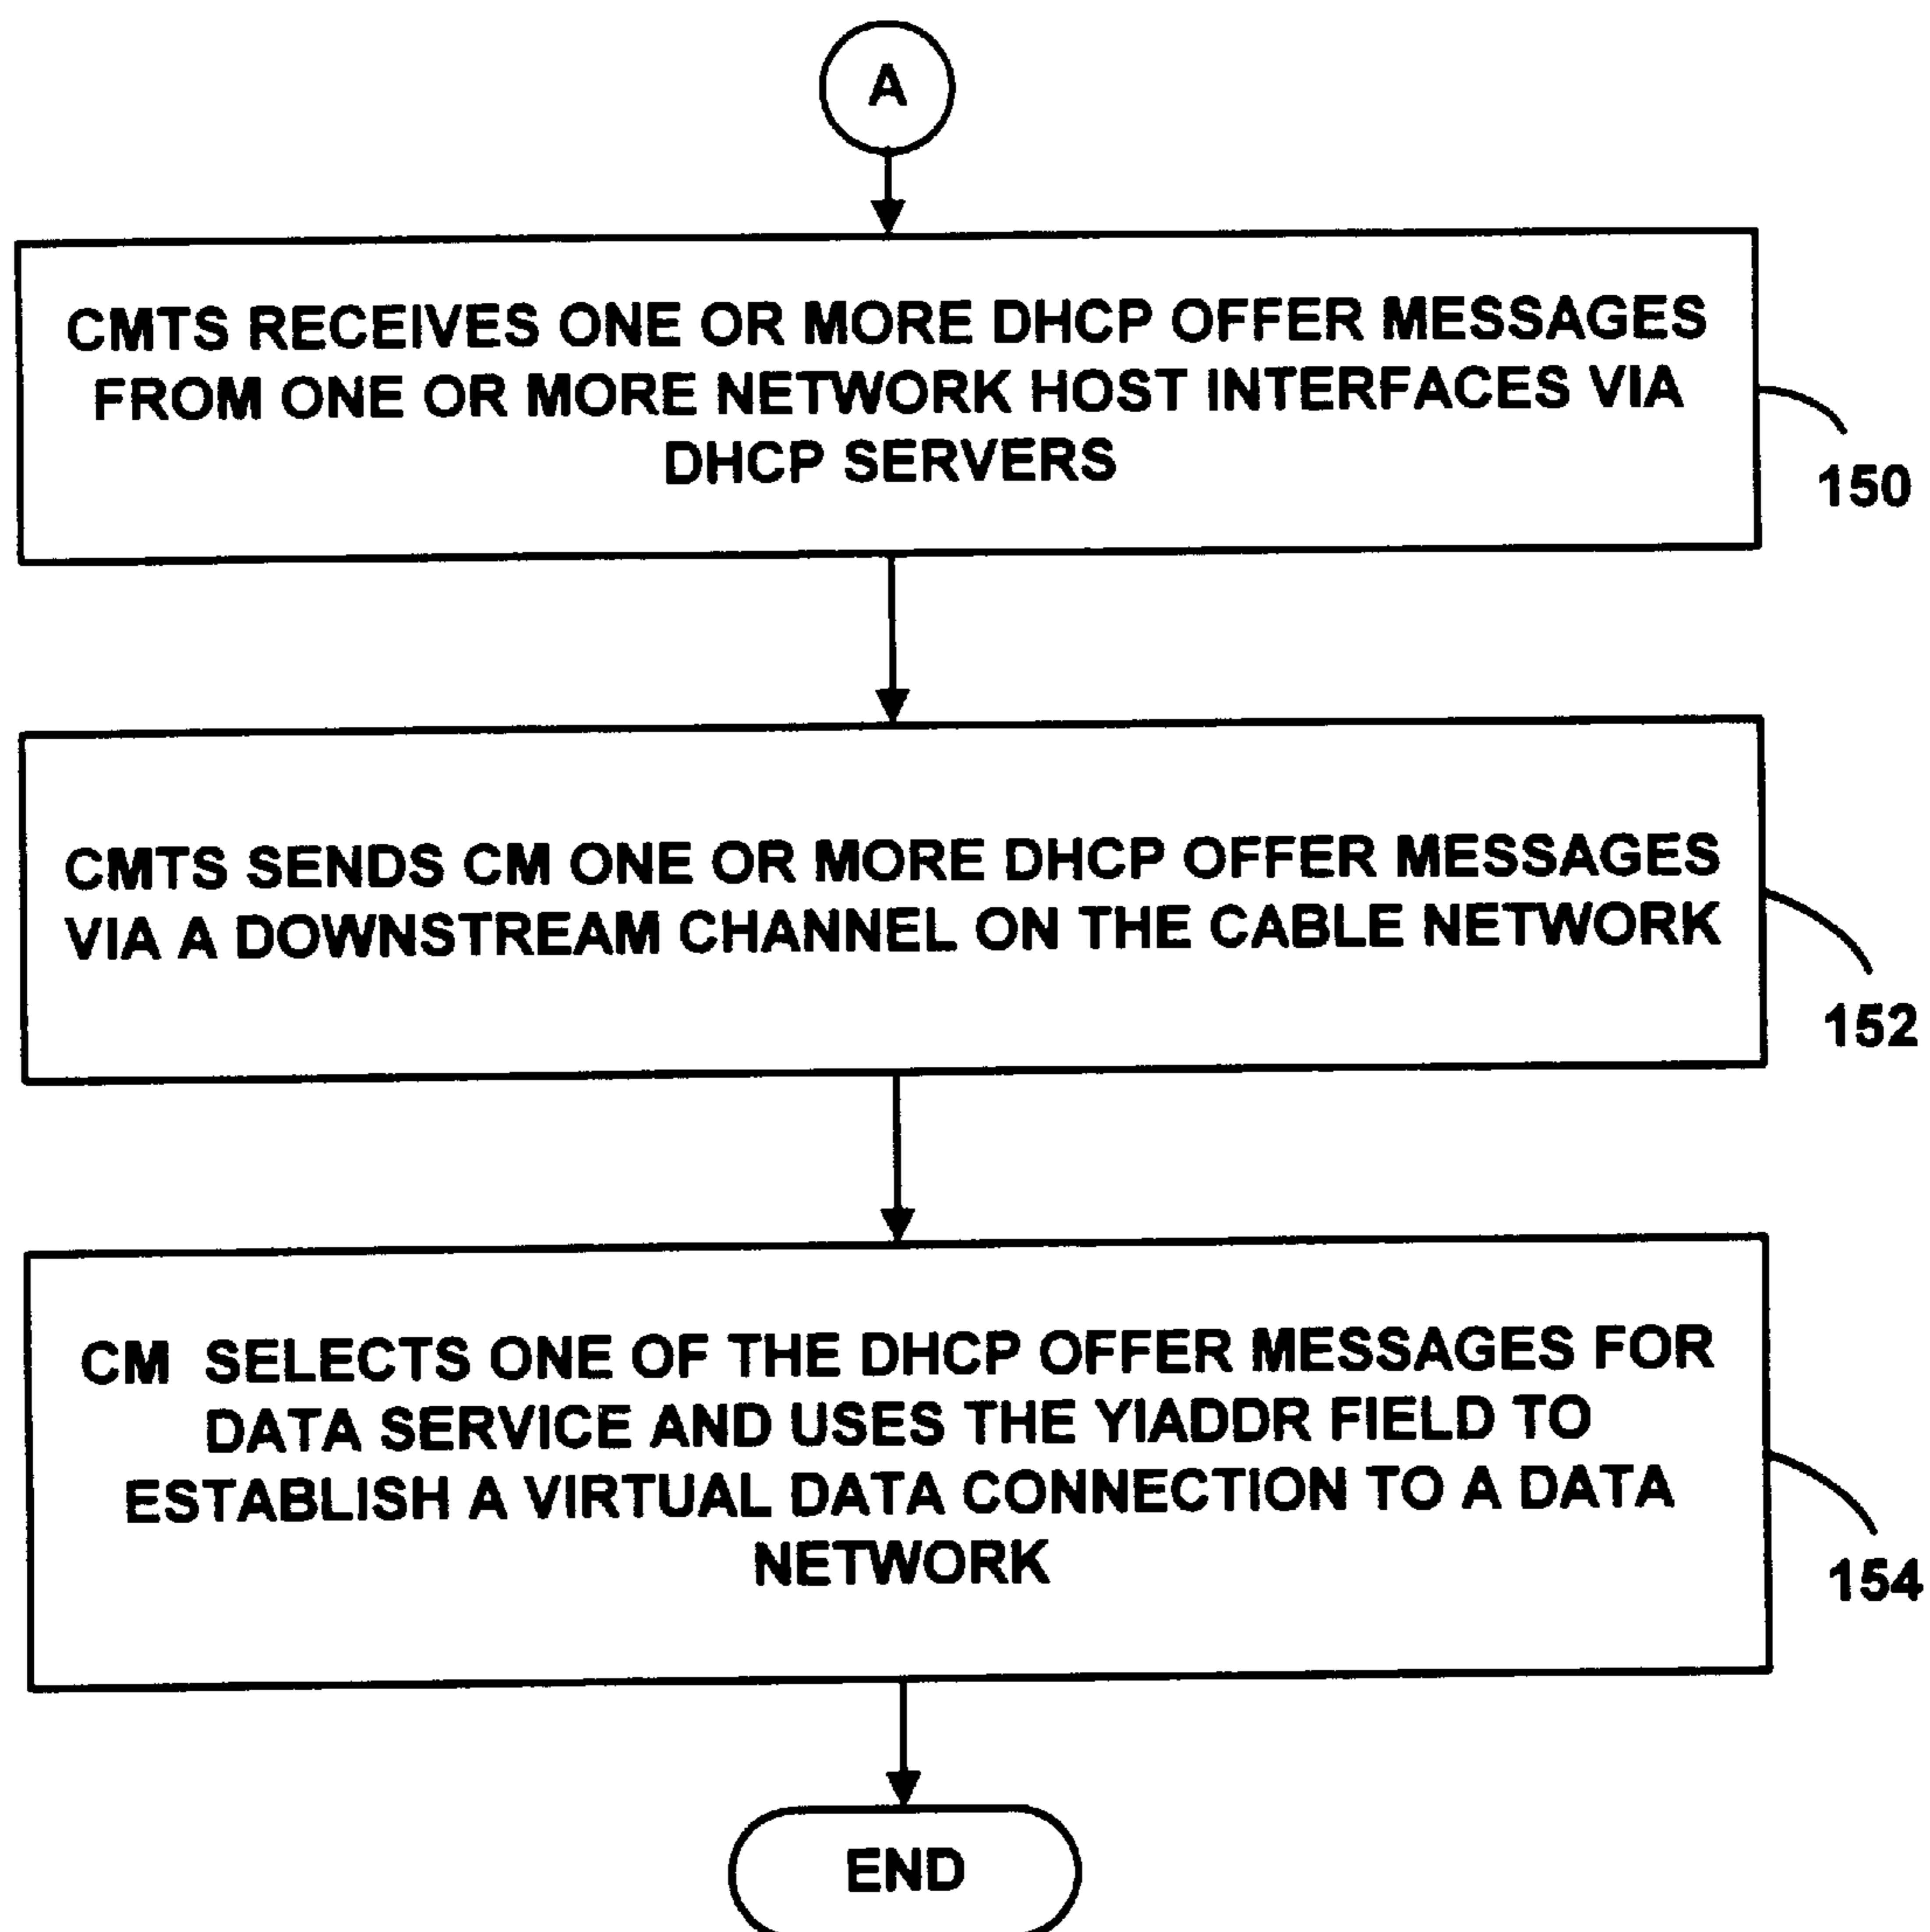 A
CMTS RECEIVES ONE OR MORE DHCP OFFER MESSAGES
FROM ONE OR MORE NETWORK HOST INTERFACES VIA
DHCP SERVERS
150
CMTS SENDS CM ONE OR MORE DHCP OFFER MESSAGES
VIA A DOWNSTREAM CHANNEL ON THE CABLE NETWORK
152
CM SELECTS ONE OF THE DHCP OFFER MESSAGES FOR
DATA SERVICE AND USES THE YIADDR FIELD TO
ESTABLISH A VIRTUAL DATA CONNECTION TO A DATA
NETWORK
154
END